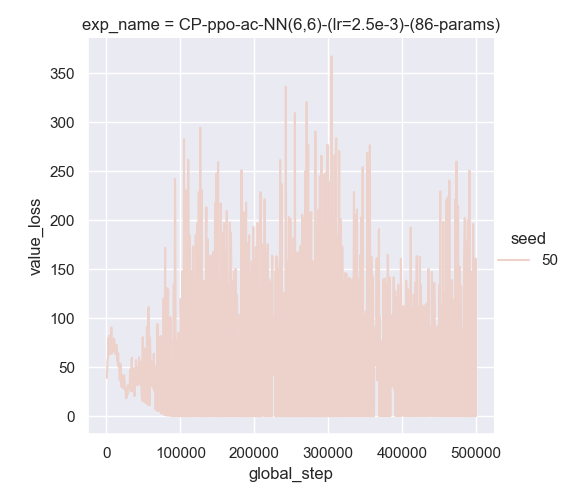 exp_name = CP-ppo-ac-NN(6,6)-(lr=2.5e-3)-(86-params)
350
300
250
200
150
100
50
0
value_loss
0 100000 200000 300000 400000 500000
global_step
seed
50